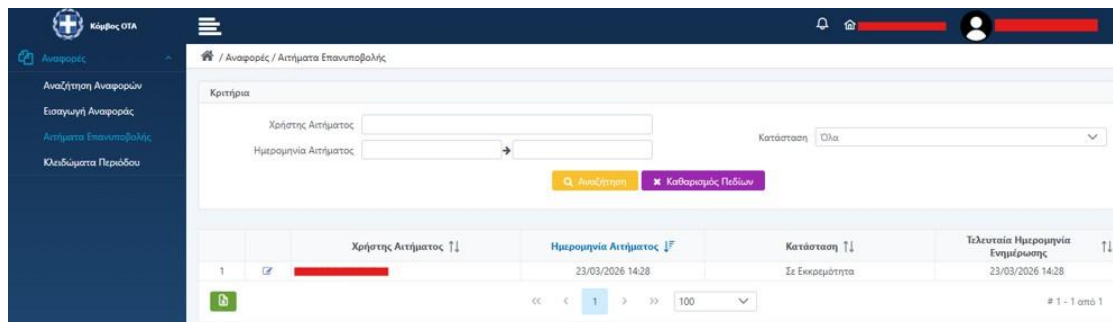 Κόμβος ΟΤΑ
Αναφορές
/ Αναφορές / Αιτήματα Επανυποβολής
Αναζήτηση Αναφορών
Εισαγωγή Αναφοράς
Αιτήματα Επανυποβολής
Κλειδώματα Περιόδου
Κριτήρια
Χρήστης Αιτήματος
Ημερομηνία Αιτήματος
Κατάσταση Όλα
Αναζήτηση Καθαρισμός Πεδίων
Χρήστης Αιτήματος Ημερομηνία Αιτήματος Κατάσταση Τελευταία Ημερομηνία
Ενημέρωσης
1 23/03/2026 14:28 Σε Εκκρεμότητα 23/03/2026 14:28
<< < 1 > >> 100 # 1 - 1 από 1